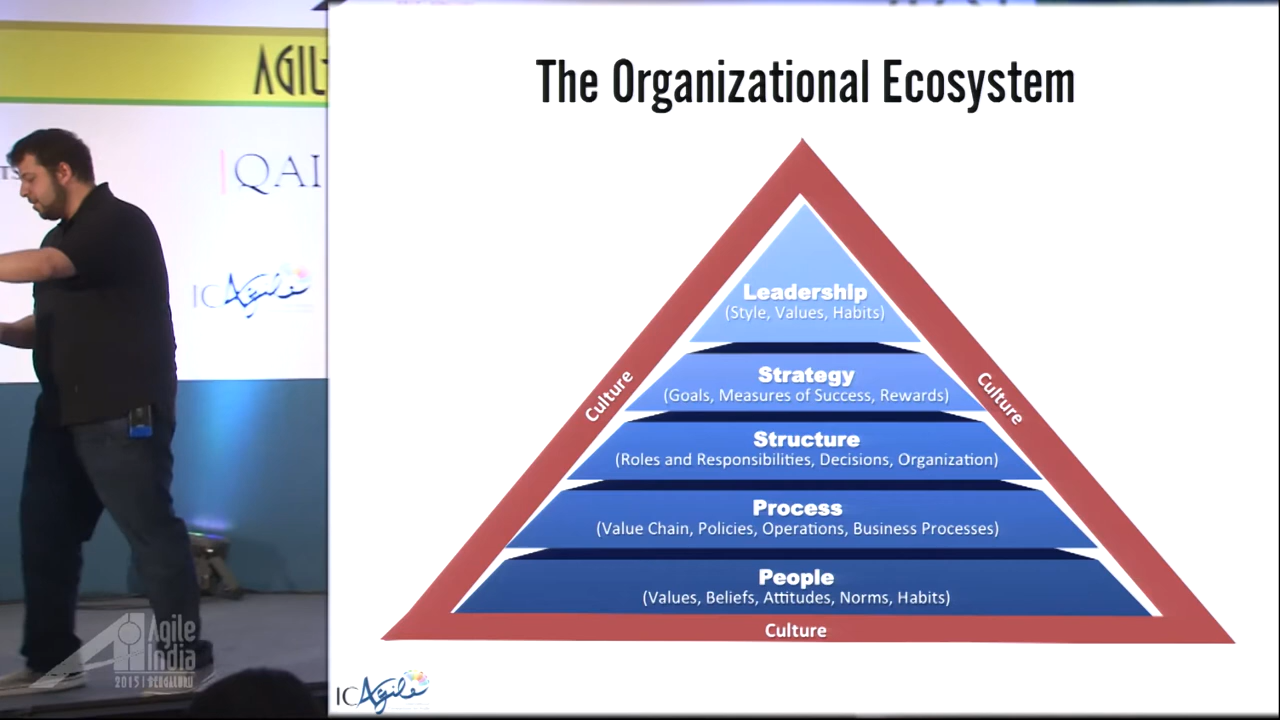 AGIL
QAI
ICAgile
Agile
India
2015 | BENGALURU
The Organizational Ecosystem
Leadership
(Style, Values, Habits)
Strategy
(Goals, Measures of Success, Rewards)
Structure
(Roles and Responsibilities, Decisions, Organization)
Process
(Value Chain, Policies, Operations, Business Processes)
People
(Values, Beliefs, Attitudes, Norms, Habits)
Culture
Culture
Culture
ICAgile